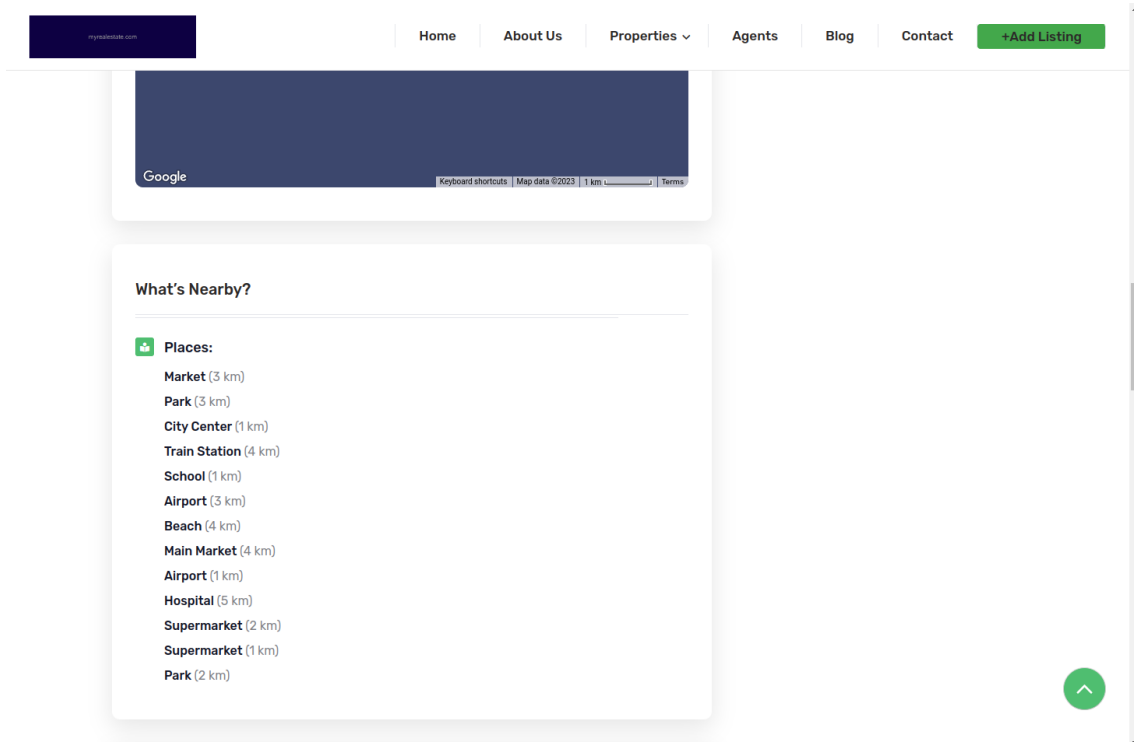 myrealestate.com
Home About Us Properties Agents Blog Contact +Add Listing
Google
Keyboard shortcuts Map data ©2023 1 km Terms
What's Nearby?
Places:
Market (3 km)
Park (3 km)
City Center (1 km)
Train Station (4 km)
School (1 km)
Airport (3 km)
Beach (4 km)
Main Market (4 km)
Airport (1 km)
Hospital (5 km)
Supermarket (2 km)
Supermarket (1 km)
Park (2 km)